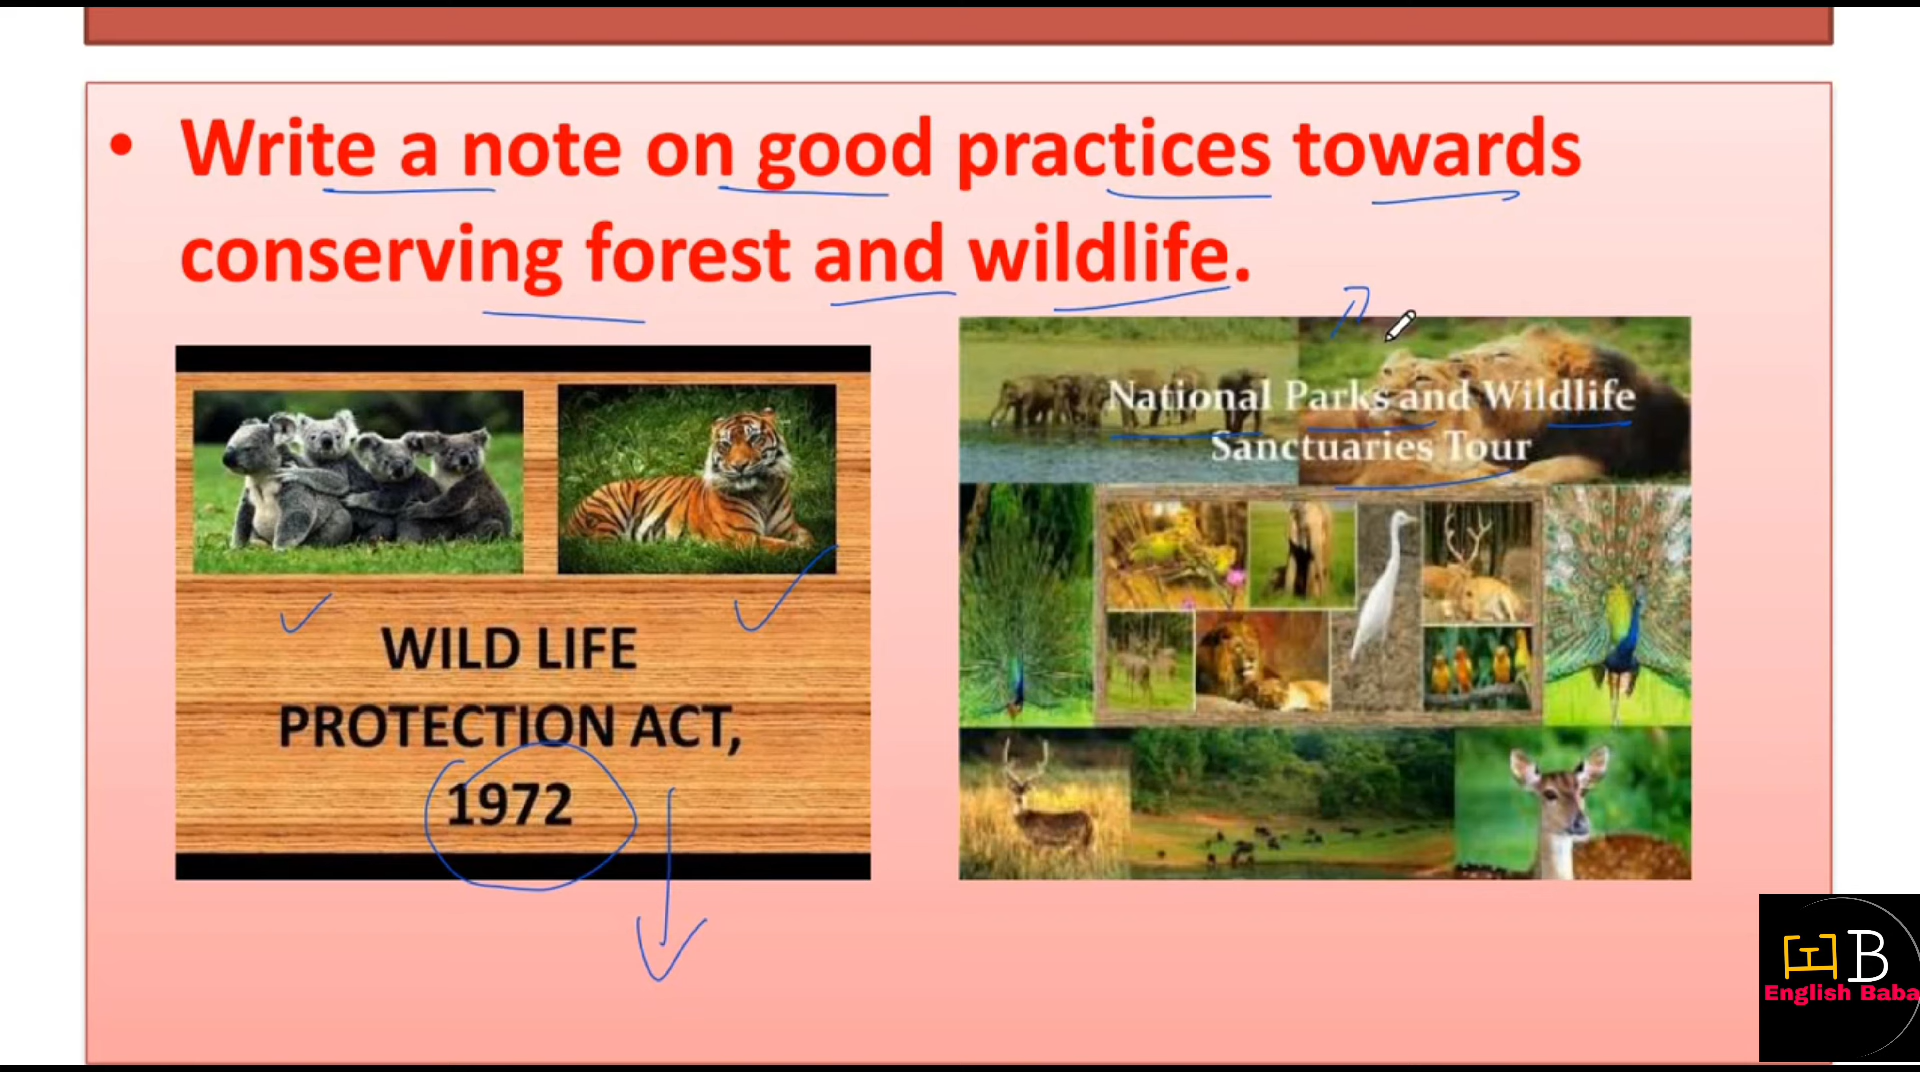 • Write a note on good practices towards
conserving forest and wildlife.
WILD LIFE
PROTECTION ACT,
1972
National Parks and Wildlife
Sanctuaries Tour
EB
English Baba